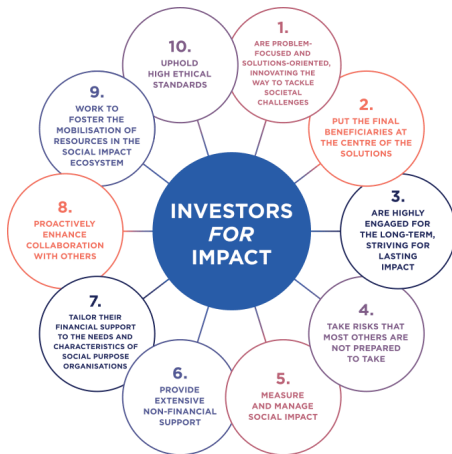 INVESTORS
FOR
IMPACT
1.
ARE PROBLEM-
FOCUSED AND
SOLUTIONS-ORIENTED,
INNOVATING THE
WAY TO TACKLE
SOCIETAL
CHALLENGES
2.
PUT THE FINAL
BENEFICIARIES AT
THE CENTRE OF THE
SOLUTIONS
3.
ARE HIGHLY
ENGAGED FOR
THE LONG-TERM,
STRIVING FOR
LASTING
IMPACT
4.
TAKE RISKS THAT
MOST OTHERS ARE
NOT PREPARED
TO TAKE
5.
MEASURE
AND MANAGE
SOCIAL IMPACT
6.
PROVIDE
EXTENSIVE
NON-FINANCIAL
SUPPORT
7.
TAILOR THEIR
FINANCIAL SUPPORT
TO THE NEEDS AND
CHARACTERISTICS OF
SOCIAL PURPOSE
ORGANISATIONS
8.
PROACTIVELY
ENHANCE
COLLABORATION
WITH OTHERS
9.
WORK TO
FOSTER THE
MOBILISATION OF
RESOURCES IN THE
SOCIAL IMPACT
ECOSYSTEM
10.
UPHOLD
HIGH ETHICAL
STANDARDS